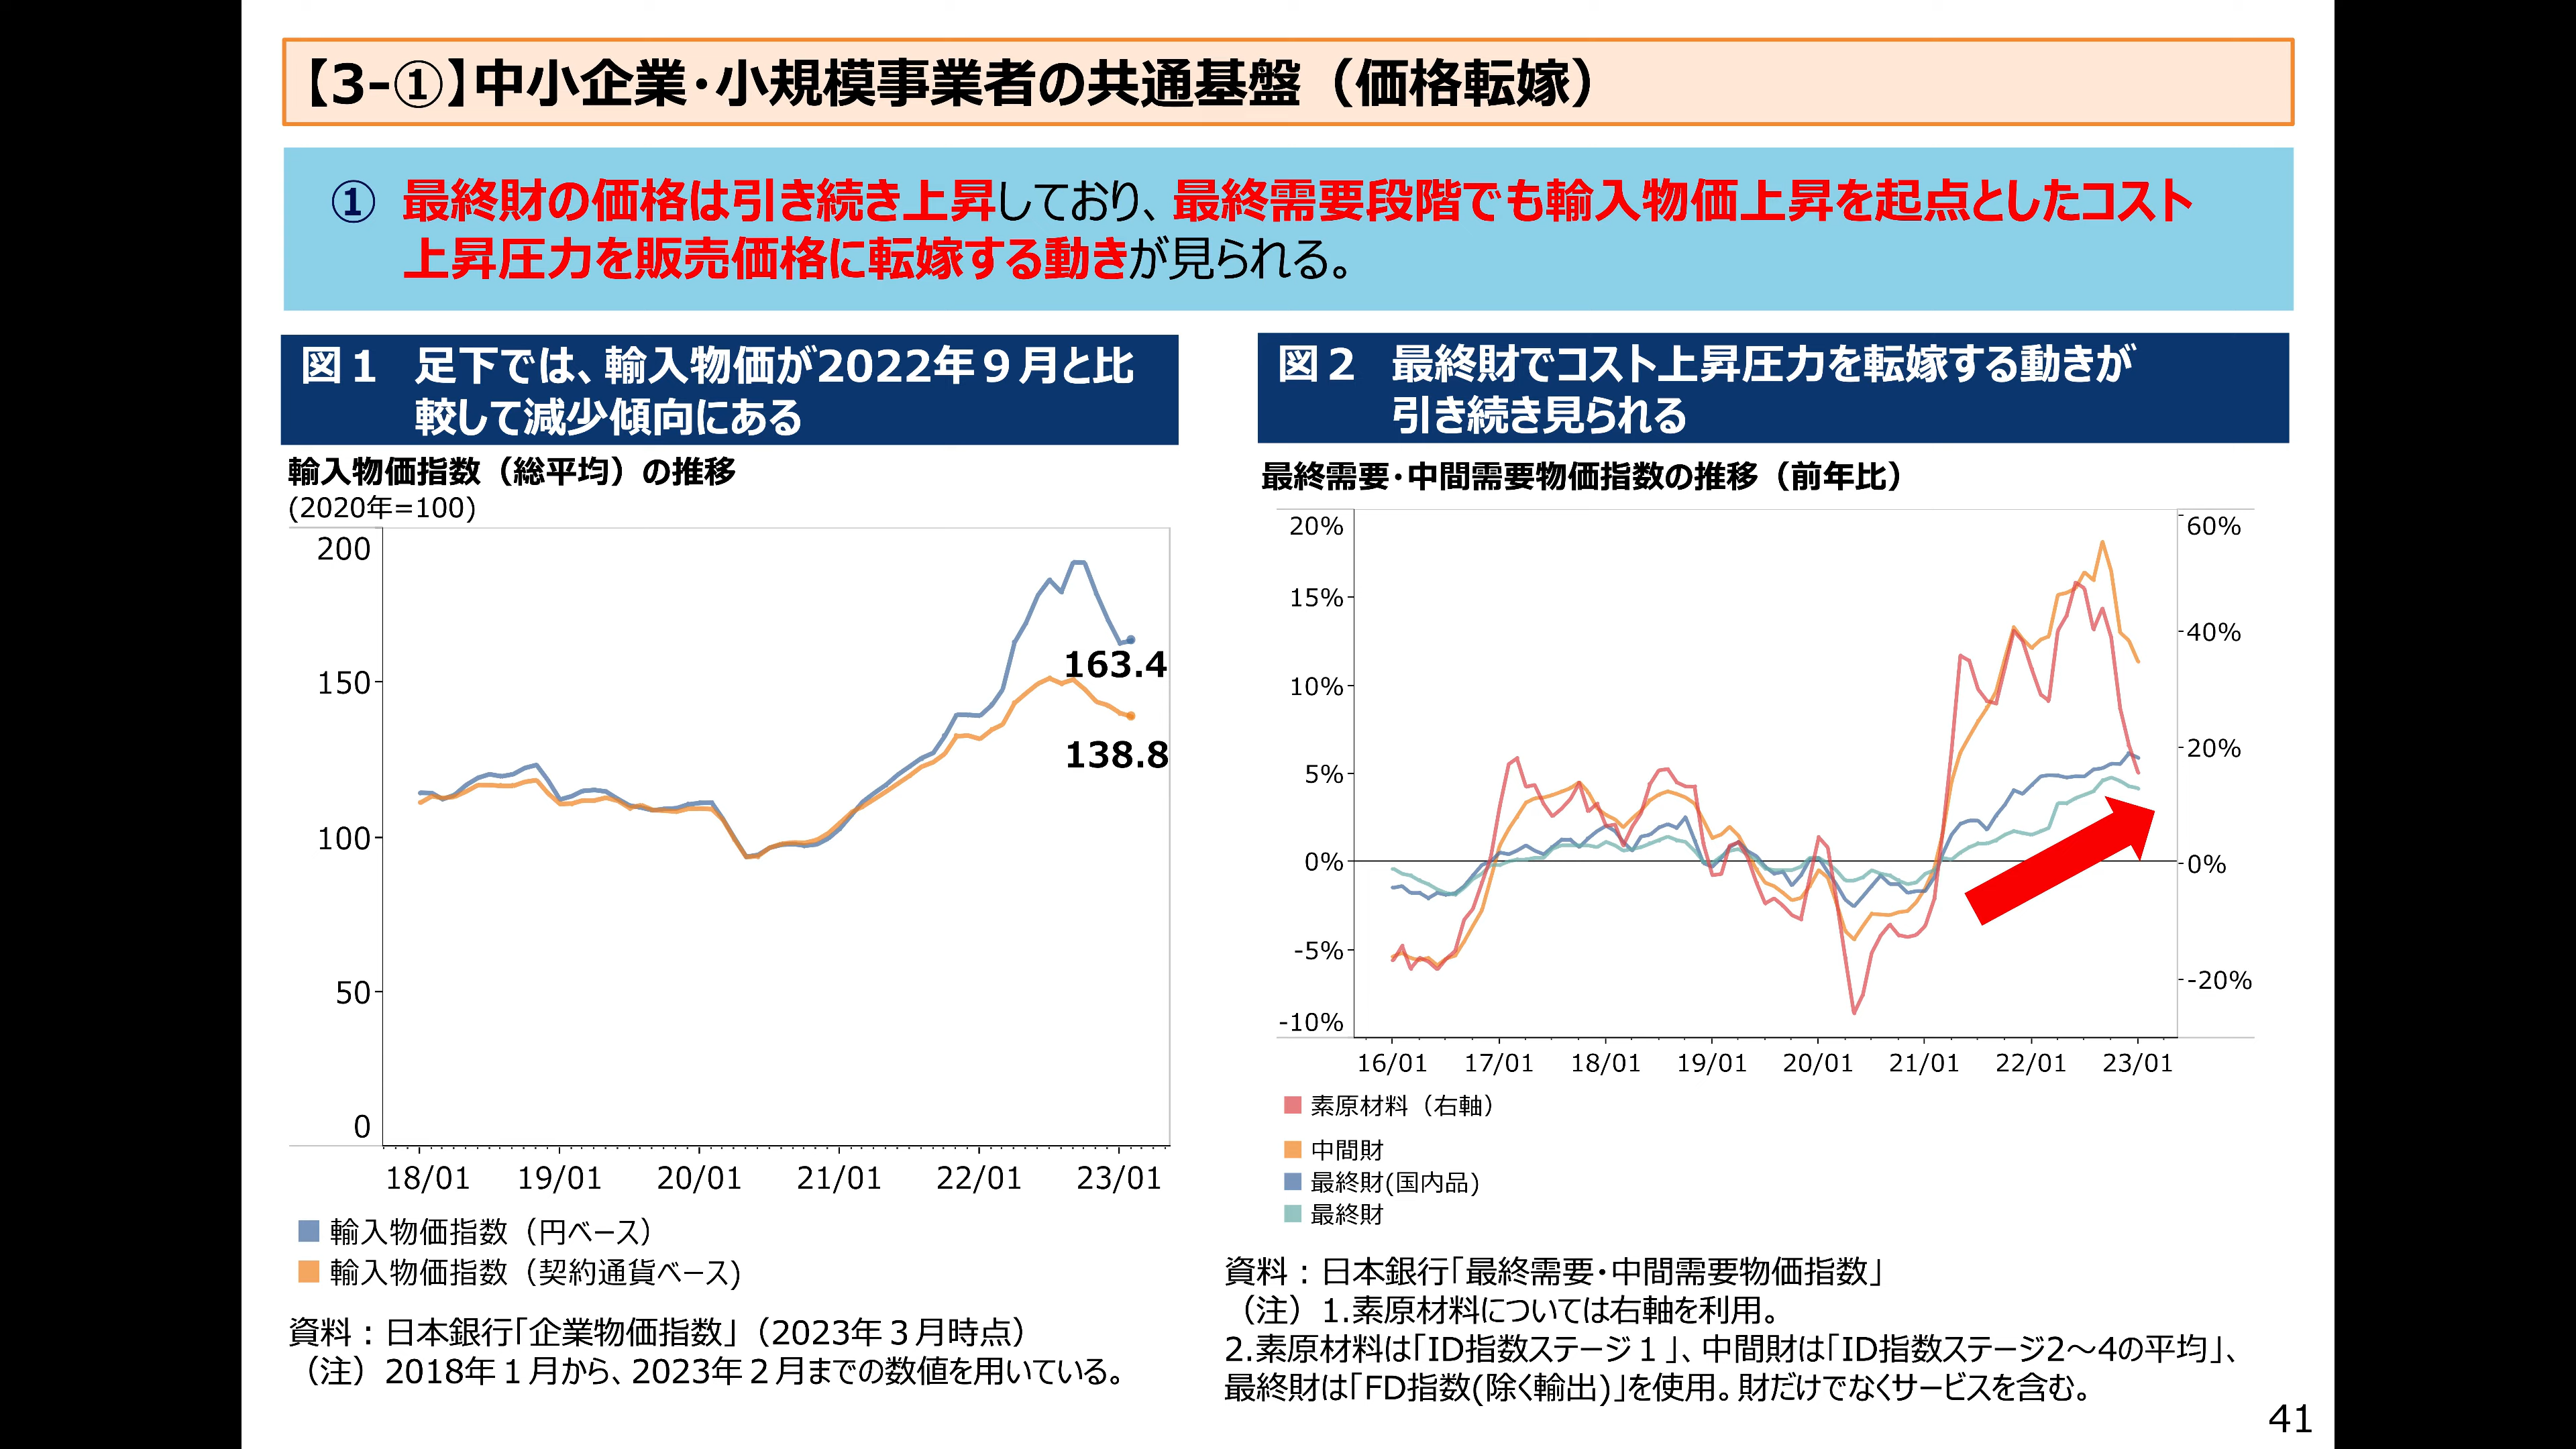 【3-①】中小企業・小規模事業者の共通基盤（価格転嫁）
① 最終財の価格は引き続き上昇しており、最終需要段階でも輸入物価上昇を起点としたコスト
上昇圧力を販売価格に転嫁する動きが見られる。
図１ 足下では、輸入物価が2022年９月と比
較して減少傾向にある
輸入物価指数（総平均）の推移
(2020年=100)
200
150
100
50
0
163.4
138.8
18/01 19/01 20/01 21/01 22/01 23/01
輸入物価指数（円ベース）
輸入物価指数（契約通貨ベース)
資料：日本銀行「企業物価指数」（2023年３月時点）
（注）2018年１月から、2023年２月までの数値を用いている。
図２ 最終財でコスト上昇圧力を転嫁する動きが
引き続き見られる
最終需要・中間需要物価指数の推移（前年比）
20%
15%
10%
5%
0%
-5%
-10%
60%
40%
20%
0%
-20%
16/01 17/01 18/01 19/01 20/01 21/01 22/01 23/01
素原材料（右軸）
中間財
最終財(国内品)
最終財
資料：日本銀行「最終需要・中間需要物価指数」
（注）1.素原材料については右軸を利用。
2.素原材料は「ID指数ステージ１」、中間財は「ID指数ステージ2～4の平均」、
最終財は「FD指数(除く輸出)」を使用。財だけでなくサービスを含む。
41